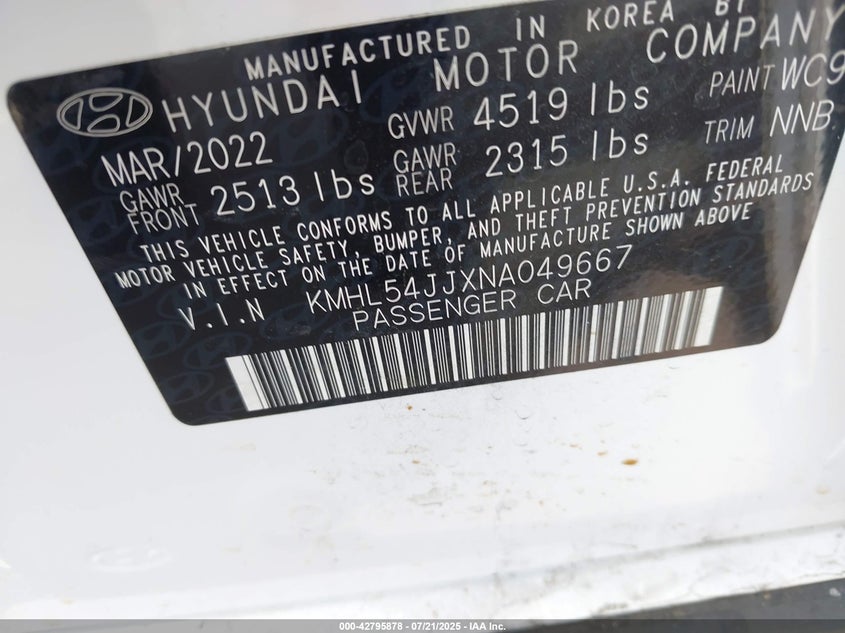 MANUFACTURED IN KOREA BY
HYUNDAI MOTOR COMPANY
MAR/2022 GVWR 4519 lbs PAINT WC9
GAWR FRONT 2513 lbs GAWR REAR 2315 lbs TRIM NNB
THIS VEHICLE CONFORMS TO ALL APPLICABLE U.S.A. FEDERAL
MOTOR VEHICLE SAFETY, BUMPER, AND THEFT PREVENTION STANDARDS
IN EFFECT ON THE DATE OF MANUFACTURE SHOWN ABOVE
V.I.N KMHL54JJXNA049667
PASSENGER CAR
000-42795878 - 07/21/2025 - IAA Inc.